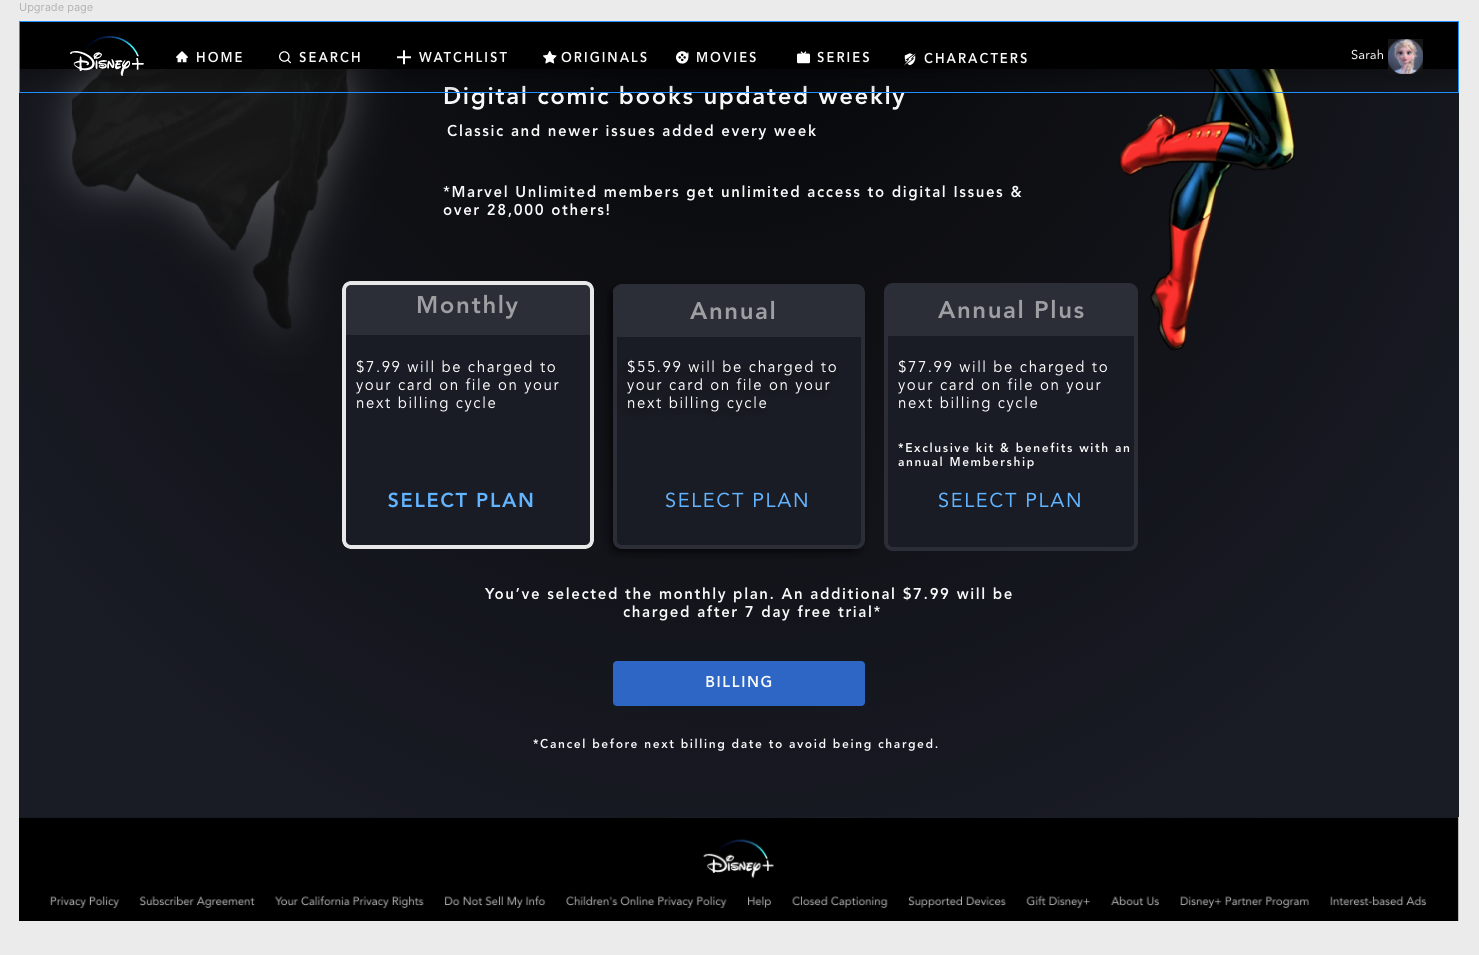 Upgrade page
Disney+ HOME SEARCH WATCHLIST ORIGINALS MOVIES SERIES CHARACTERS Sarah
Digital comic books updated weekly
Classic and newer issues added every week
*Marvel Unlimited members get unlimited access to digital Issues &
over 28,000 others!
Monthly
$7.99 will be charged to
your card on file on your
next billing cycle
SELECT PLAN
Annual
$55.99 will be charged to
your card on file on your
next billing cycle
SELECT PLAN
Annual Plus
$77.99 will be charged to
your card on file on your
next billing cycle
*Exclusive kit & benefits with an
annual Membership
SELECT PLAN
You’ve selected the monthly plan. An additional $7.99 will be
charged after 7 day free trial*
BILLING
*Cancel before next billing date to avoid being charged.
Disney+
Privacy Policy Subscriber Agreement Your California Privacy Rights Do Not Sell My Info Children's Online Privacy Policy Help Closed Captioning Supported Devices Gift Disney+ About Us Disney+ Partner Program Interest-based Ads